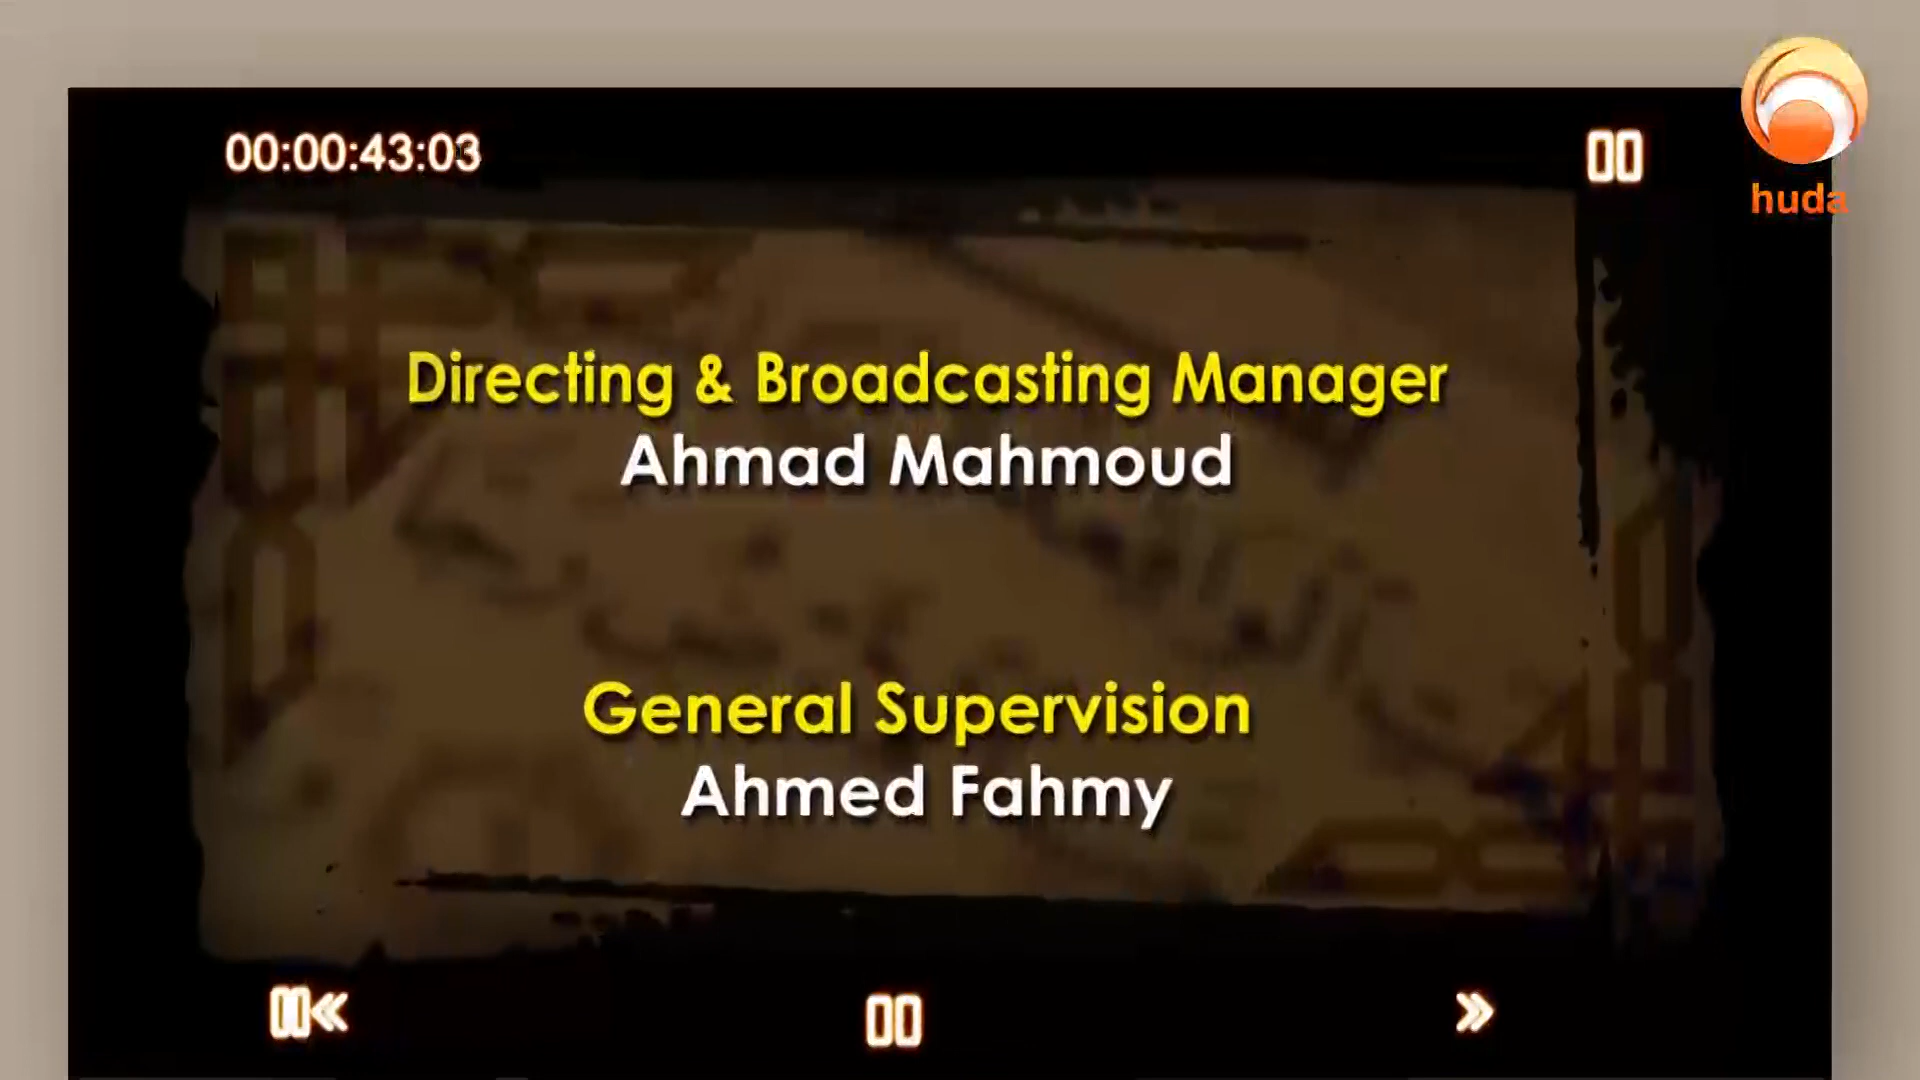 00:00:43:03
huda
Directing & Broadcasting Manager
Ahmad Mahmoud
General Supervision
Ahmed Fahmy